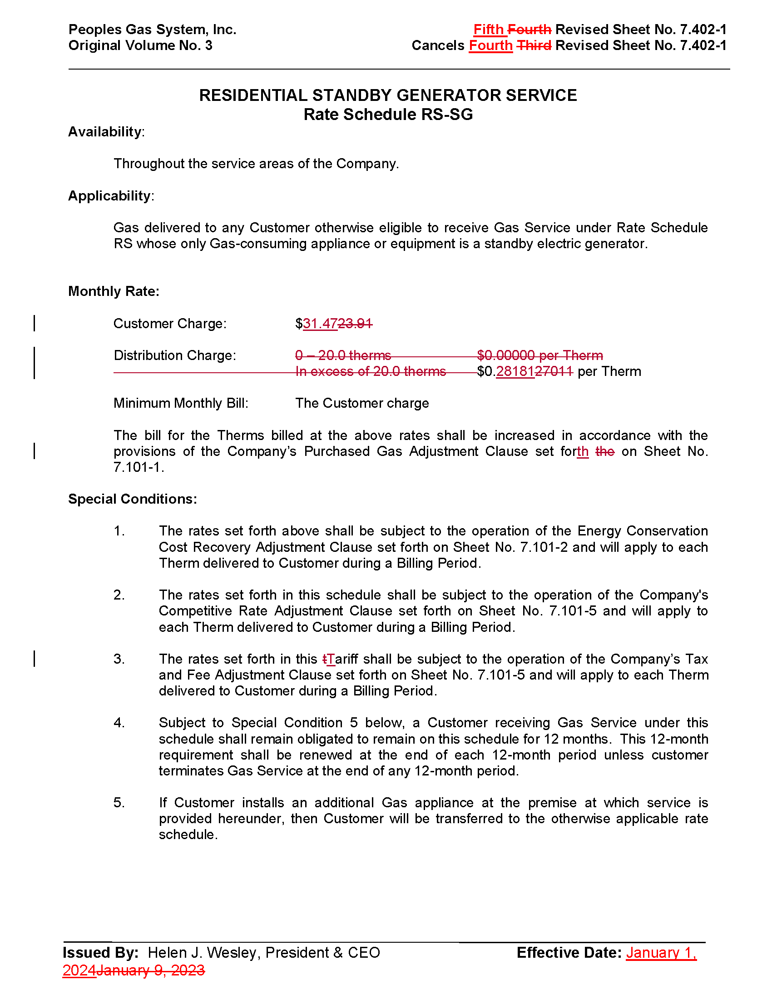 Peoples Gas System, Inc.
Original Volume No. 3
Fifth Fourth Revised Sheet No. 7.402-1
Cancels Fourth Third Revised Sheet No. 7.402-1
RESIDENTIAL STANDBY GENERATOR SERVICE
Rate Schedule RS-SG
Availability:
Throughout the service areas of the Company.
Applicability:
Gas delivered to any Customer otherwise eligible to receive Gas Service under Rate Schedule
RS whose only Gas-consuming appliance or equipment is a standby electric generator.
Monthly Rate:
Customer Charge: $31.4723.91
Distribution Charge: 0 – 20.0 therms $0.00000 per Therm
In excess of 20.0 therms $0.2818127011 per Therm
Minimum Monthly Bill: The Customer charge
The bill for the Therms billed at the above rates shall be increased in accordance with the
provisions of the Company’s Purchased Gas Adjustment Clause set forth the on Sheet No.
7.101-1.
Special Conditions:
1. The rates set forth above shall be subject to the operation of the Energy Conservation
Cost Recovery Adjustment Clause set forth on Sheet No. 7.101-2 and will apply to each
Therm delivered to Customer during a Billing Period.
2. The rates set forth in this schedule shall be subject to the operation of the Company's
Competitive Rate Adjustment Clause set forth on Sheet No. 7.101-5 and will apply to
each Therm delivered to Customer during a Billing Period.
3. The rates set forth in this tTariff shall be subject to the operation of the Company’s Tax
and Fee Adjustment Clause set forth on Sheet No. 7.101-5 and will apply to each Therm
delivered to Customer during a Billing Period.
4. Subject to Special Condition 5 below, a Customer receiving Gas Service under this
schedule shall remain obligated to remain on this schedule for 12 months. This 12-month
requirement shall be renewed at the end of each 12-month period unless customer
terminates Gas Service at the end of any 12-month period.
5. If Customer installs an additional Gas appliance at the premise at which service is
provided hereunder, then Customer will be transferred to the otherwise applicable rate
schedule.
Issued By: Helen J. Wesley, President & CEO Effective Date: January 1,
2024January 9, 2023